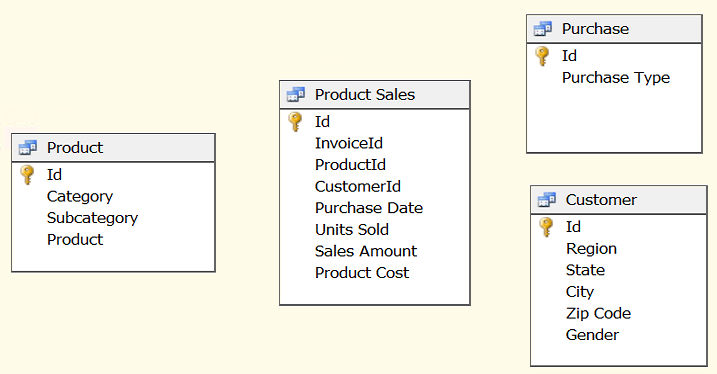 Product
Id
Category
Subcategory
Product
Product Sales
Id
InvoiceId
ProductId
CustomerId
Purchase Date
Units Sold
Sales Amount
Product Cost
Purchase
Id
Purchase Type
Customer
Id
Region
State
City
Zip Code
Gender